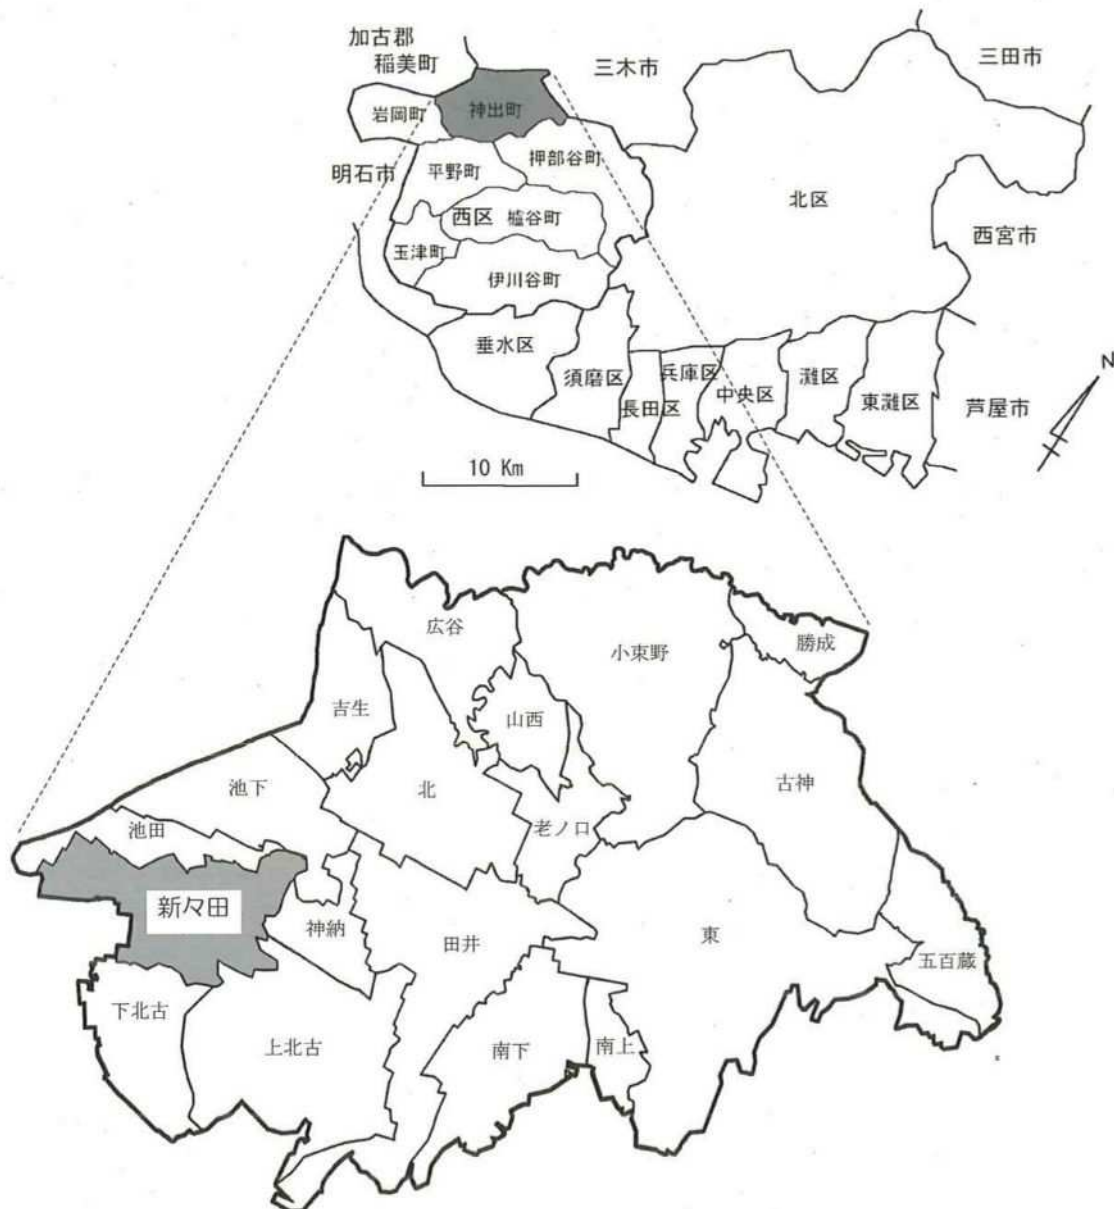 加古郡
稲美町
三木市
三田市
岩岡町
神出町
押部谷町
明石市
平野町
北区
西区
櫨谷町
西宮市
玉津町
伊川谷町
垂水区
須磨区
兵庫区
長田区
中央区
灘区
東灘区
芦屋市
N
10 Km
広谷
小束野
勝成
吉生
山西
池下
北
古神
池田
老ノ口
新々田
神納
田井
東
五百蔵
下北古
上北古
南下
南上